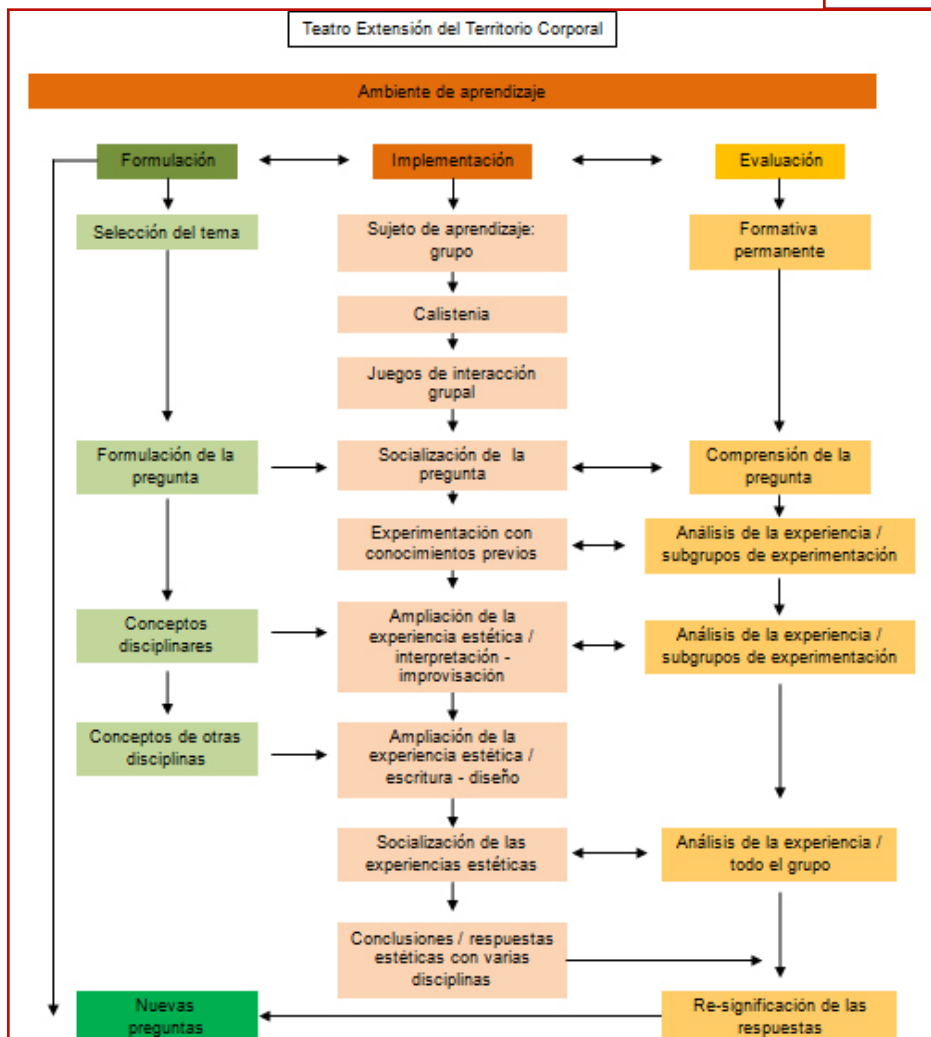 Teatro Extensión del Territorio Corporal
Ambiente de aprendizaje
Formulación
Implementación
Evaluación
Selección del tema
Sujeto de aprendizaje:
grupo
Formativa
permanente
Calistenia
Juegos de interacción
grupal
Formulación de la
pregunta
Socialización de la
pregunta
Comprensión de la
pregunta
Experimentación con
conocimientos previos
Análisis de la experiencia /
subgrupos de experimentación
Conceptos
disciplinares
Ampliación de la
experiencia estética /
interpretación -
improvisación
Análisis de la experiencia /
subgrupos de experimentación
Conceptos de otras
disciplinas
Ampliación de la
experiencia estética /
escritura - diseño
Socialización de las
experiencias estéticas
Análisis de la experiencia /
todo el grupo
Conclusiones / respuestas
estéticas con varias
disciplinas
Nuevas
preguntas
Re-significación de las
respuestas